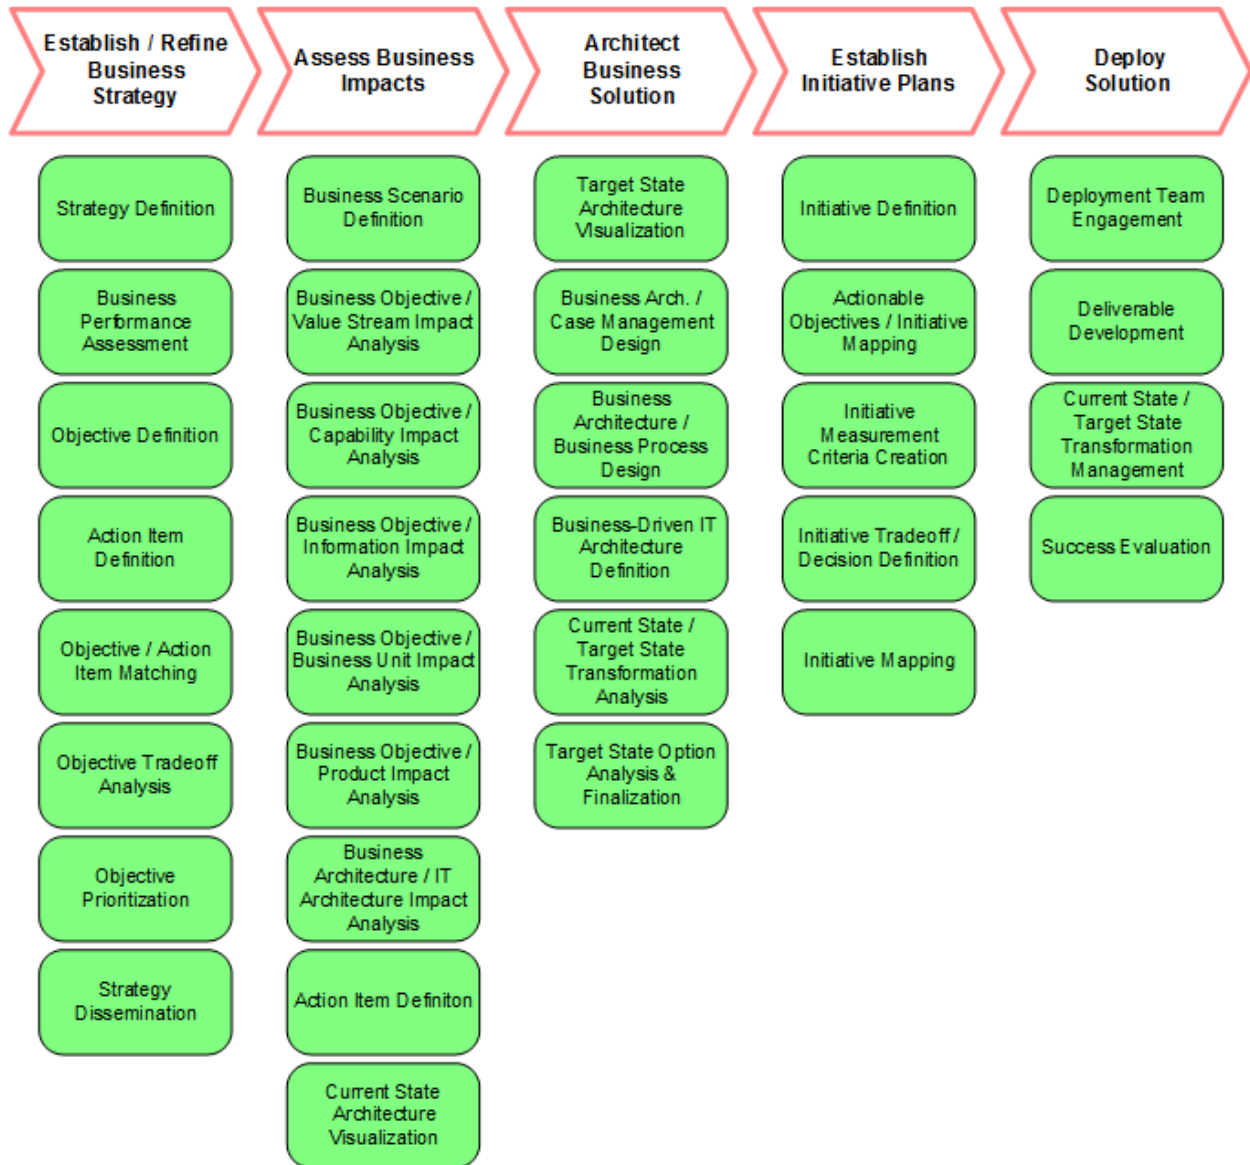 Establish / Refine
Business
Strategy
Assess Business
Impacts
Architect
Business
Solution
Establish
Initiative Plans
Deploy
Solution
Strategy Definition
Business
Performance
Assessment
Objective Definition
Action Item
Definition
Objective / Action
Item Matching
Objective Tradeoff
Analysis
Objective
Prioritization
Strategy
Dissemination
Business Scenario
Definition
Business Objective /
Value Stream Impact
Analysis
Business Objective /
Capability Impact
Analysis
Business Objective /
Information Impact
Analysis
Business Objective /
Business Unit Impact
Analysis
Business Objective /
Product Impact
Analysis
Business
Architecture / IT
Architecture Impact
Analysis
Action Item Definiton
Current State
Architecture
Visualization
Target State
Architecture
VIsualization
Business Arch. /
Case Management
Design
Business
Architecture /
Business Process
Design
Business-Driven IT
Architecture
Definition
Current State /
Target State
Transformation
Analysis
Target State Option
Analysis &
Finalization
Initiative Definition
Actionable
Objectives / Initiative
Mapping
Initiative
Measurement
Criteria Creation
Initiative Tradeoff /
Decision Definition
Initiative Mapping
Deployment Team
Engagement
Deliverable
Development
Current State /
Target State
Transformation
Management
Success Evaluation